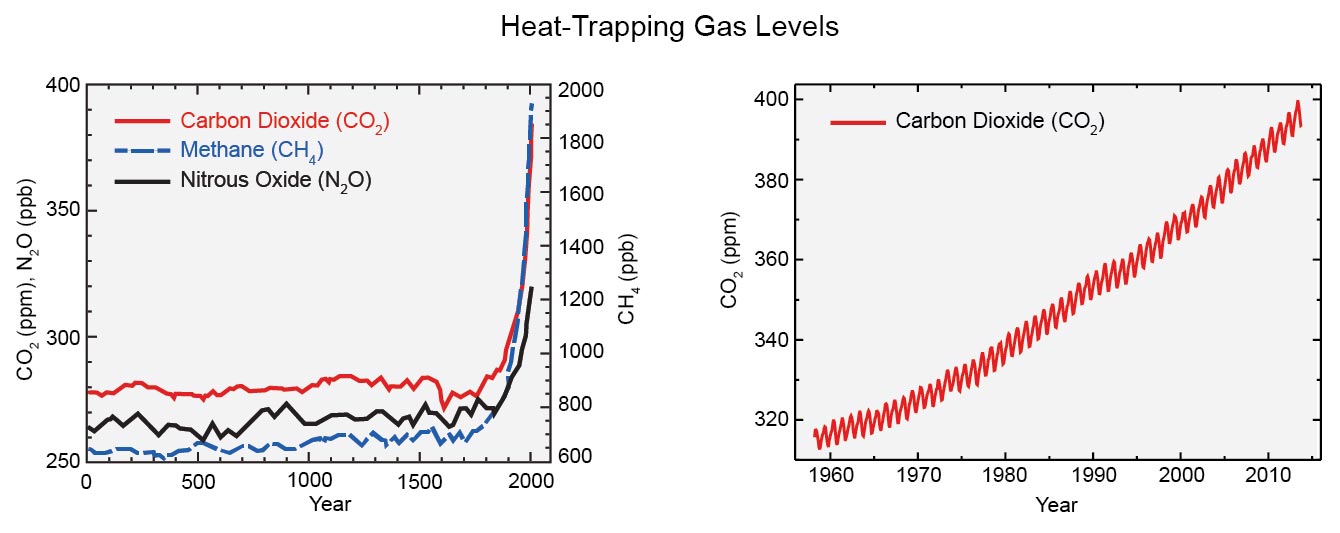 Heat-Trapping Gas Levels
CO2 (ppm), N2O (ppb)
400
350
300
250
Carbon Dioxide (CO2)
Methane (CH4)
Nitrous Oxide (N2O)
2000
1800
1600
1400
1200
1000
800
600
CH4 (ppb)
0 500 1000 1500 2000
Year
CO2 (ppm)
400
380
360
340
320
Carbon Dioxide (CO2)
1960 1970 1980 1990 2000 2010
Year